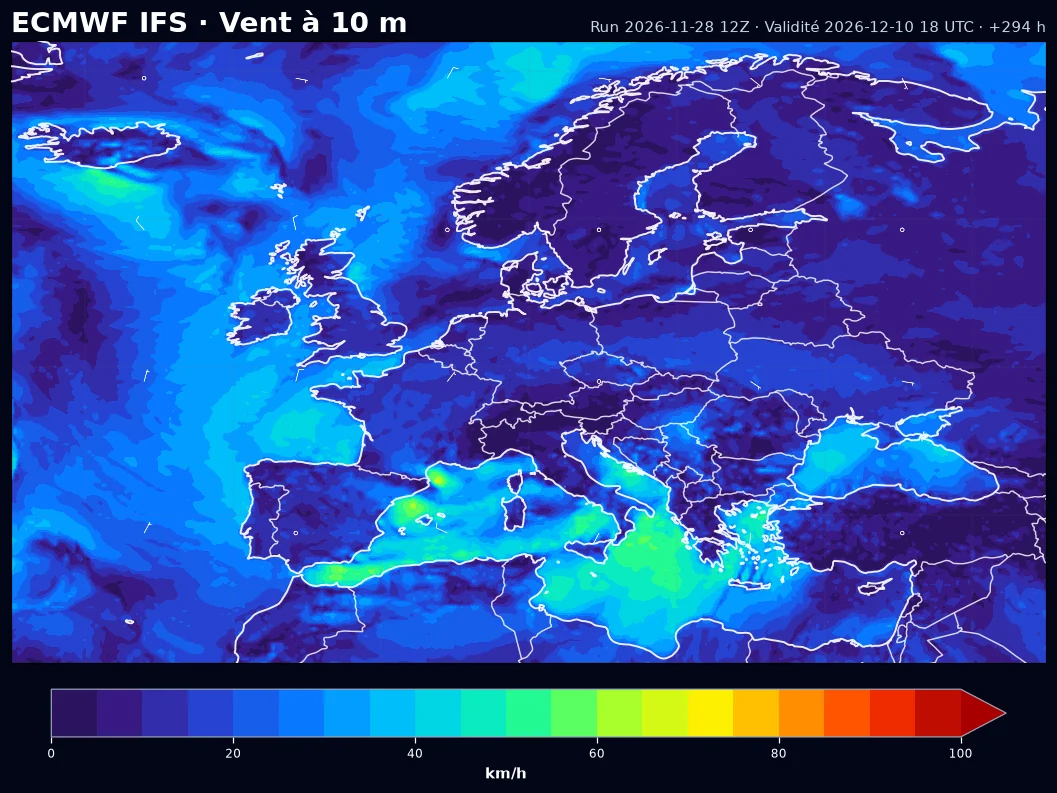 ECMWF IFS · Vent à 10 m
Run 2026-11-28 12Z · Validité 2026-12-10 18 UTC · +294 h
0 20 40 60 80 100
km/h